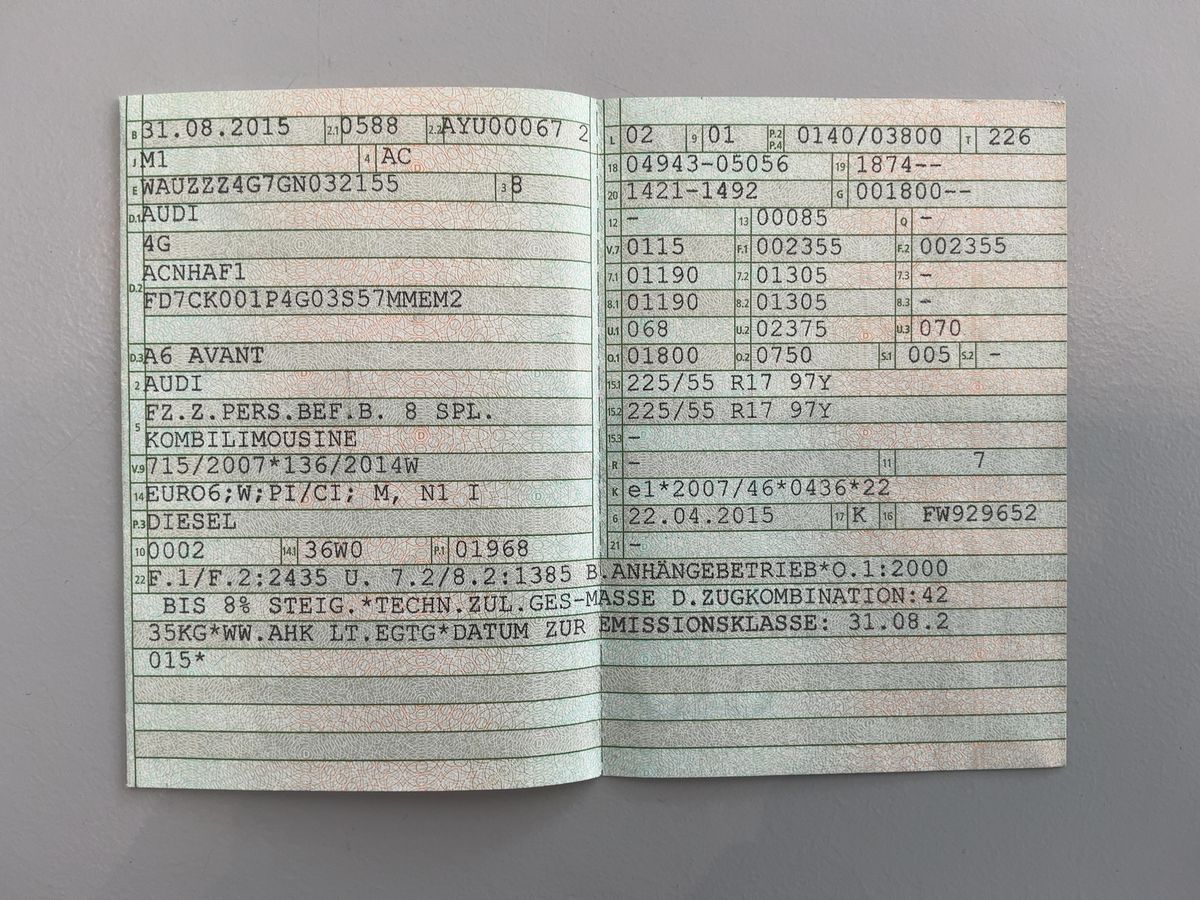 B 31.08.2015 2.1 0588 2.2 AYU00067 2
J M1 4 AC
E WAUZZZ4G7GN032155 3 8
D.1 AUDI
4G
D.2 ACNHAF1
FD7CK001P4G03S57MMEM2
D.3 A6 AVANT
2 AUDI
5 FZ.Z.PERS.BEF.B. 8 SPL.
KOMBILIMOUSINE
V.9 715/2007*136/2014W
14 EURO6;W;PI/CI; M, N1 I
P.3 DIESEL
10 0002 14.1 36W0 P.1 01968
L 02 9 01 P.2 P.4 0140/03800 T 226
18 04943-05056 19 1874--
20 1421-1492 G 001800--
12 - 13 00085 Q -
V.7 0115 F.1 002355 F.2 002355
7.1 01190 7.2 01305 7.3 -
8.1 01190 8.2 01305 8.3 -
U.1 068 U.2 02375 U.3 070
O.1 01800 O.2 0750 S.1 005 S.2 -
15.1 225/55 R17 97Y
15.2 225/55 R17 97Y
15.3 -
R - 11 7
K e1*2007/46*0436*22
6 22.04.2015 17 K 16 FW929652
21 -
22 F.1/F.2:2435 U. 7.2/8.2:1385 B.ANHÄNGEBETRIEB*O.1:2000
BIS 8% STEIG.*TECHN.ZUL.GES-MASSE D.ZUGKOMBINATION:42
35KG*WW.AHK LT.EGTG*DATUM ZUR EMISSIONSKLASSE: 31.08.2
015*